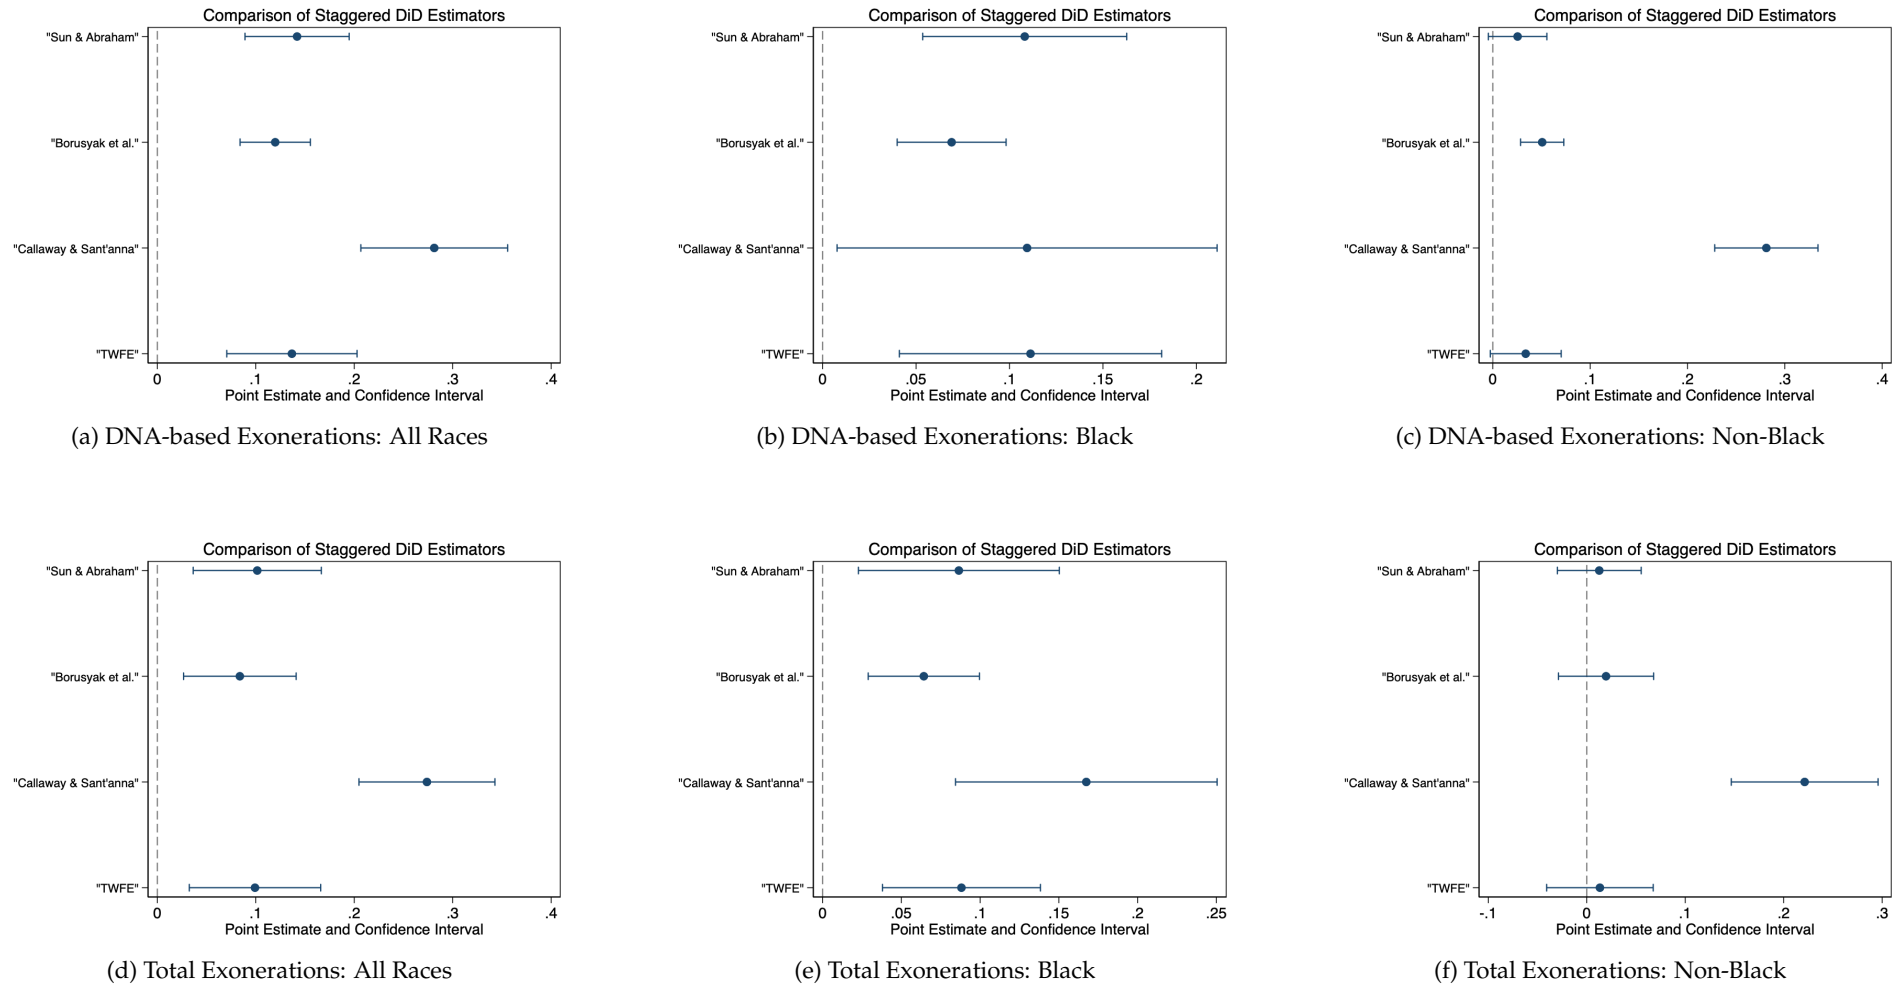 Comparison of Staggered DiD Estimators
"Sun & Abraham"
"Borusyak et al."
"Callaway & Sant'anna"
"TWFE"
0 .1 .2 .3 .4
Point Estimate and Confidence Interval
(a) DNA-based Exonerations: All Races
Comparison of Staggered DiD Estimators
"Sun & Abraham"
"Borusyak et al."
"Callaway & Sant'anna"
"TWFE"
0 .05 .1 .15 .2
Point Estimate and Confidence Interval
(b) DNA-based Exonerations: Black
Comparison of Staggered DiD Estimators
"Sun & Abraham"
"Borusyak et al."
"Callaway & Sant'anna"
"TWFE"
0 .1 .2 .3 .4
Point Estimate and Confidence Interval
(c) DNA-based Exonerations: Non-Black
Comparison of Staggered DiD Estimators
"Sun & Abraham"
"Borusyak et al."
"Callaway & Sant'anna"
"TWFE"
0 .1 .2 .3 .4
Point Estimate and Confidence Interval
(d) Total Exonerations: All Races
Comparison of Staggered DiD Estimators
"Sun & Abraham"
"Borusyak et al."
"Callaway & Sant'anna"
"TWFE"
0 .05 .1 .15 .2 .25
Point Estimate and Confidence Interval
(e) Total Exonerations: Black
Comparison of Staggered DiD Estimators
"Sun & Abraham"
"Borusyak et al."
"Callaway & Sant'anna"
"TWFE"
-.1 0 .1 .2 .3
Point Estimate and Confidence Interval
(f) Total Exonerations: Non-Black